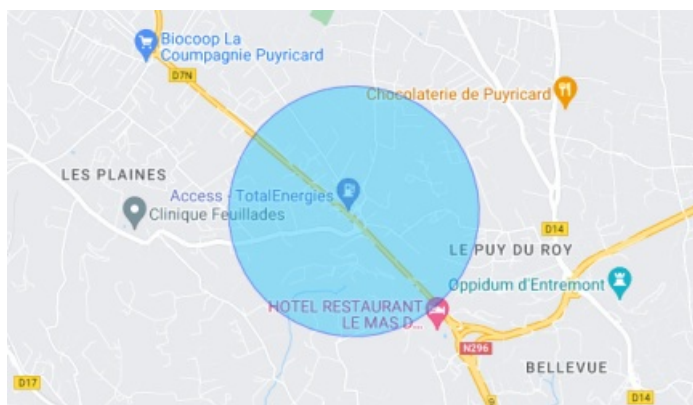 Biocoop La
Coumpagnie Puyricard
D7N
Chocolaterie de Puyricard
LES PLAINES
Access - TotalEnergies
Clinique Feuillades
D14
LE PUY DU ROY
Oppidum d'Entremont
HOTEL RESTAURANT
LE MAS D...
N296
BELLEVUE
D17
D14